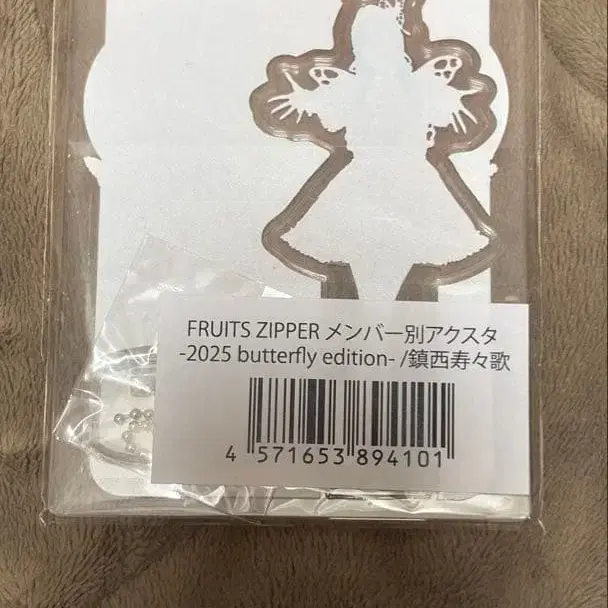 FRUITS ZIPPER メンバー別アクスタ
-2025 butterfly edition- /鎮西寿々歌
4 571653 894101